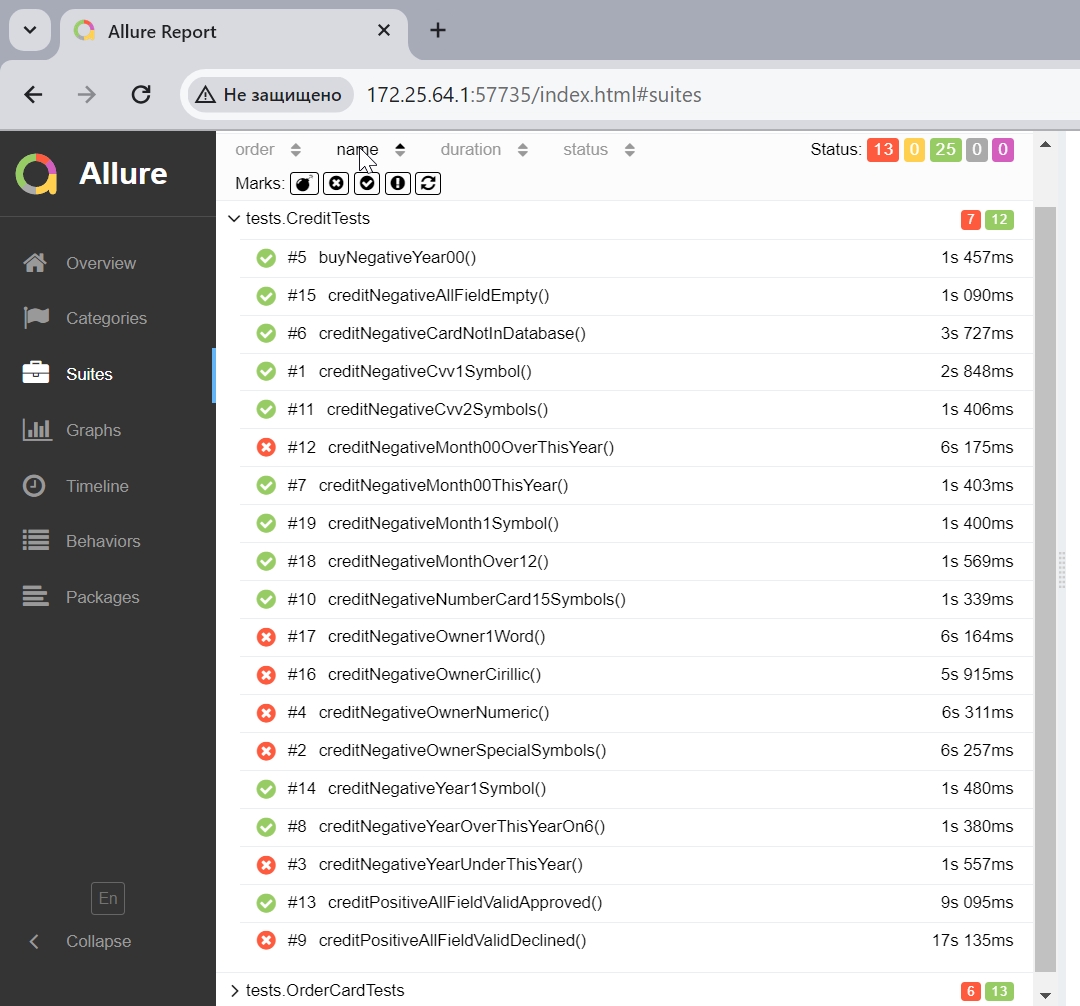 Allure Report
Не защищено 172.25.64.1:57735/index.html#suites
Allure
Overview
Categories
Suites
Graphs
Timeline
Behaviors
Packages
En
Collapse
order name duration status Status: 13 0 25 0 0
Marks:
tests.CreditTests 7 12
#5 buyNegativeYear00() 1s 457ms
#15 creditNegativeAllFieldEmpty() 1s 090ms
#6 creditNegativeCardNotInDatabase() 3s 727ms
#1 creditNegativeCvv1Symbol() 2s 848ms
#11 creditNegativeCvv2Symbols() 1s 406ms
#12 creditNegativeMonth00OverThisYear() 6s 175ms
#7 creditNegativeMonth00ThisYear() 1s 403ms
#19 creditNegativeMonth1Symbol() 1s 400ms
#18 creditNegativeMonthOver12() 1s 569ms
#10 creditNegativeNumberCard15Symbols() 1s 339ms
#17 creditNegativeOwner1Word() 6s 164ms
#16 creditNegativeOwnerCirillic() 5s 915ms
#4 creditNegativeOwnerNumeric() 6s 311ms
#2 creditNegativeOwnerSpecialSymbols() 6s 257ms
#14 creditNegativeYear1Symbol() 1s 480ms
#8 creditNegativeYearOverThisYearOn6() 1s 380ms
#3 creditNegativeYearUnderThisYear() 1s 557ms
#13 creditPositiveAllFieldValidApproved() 9s 095ms
#9 creditPositiveAllFieldValidDeclined() 17s 135ms
tests.OrderCardTests 6 13